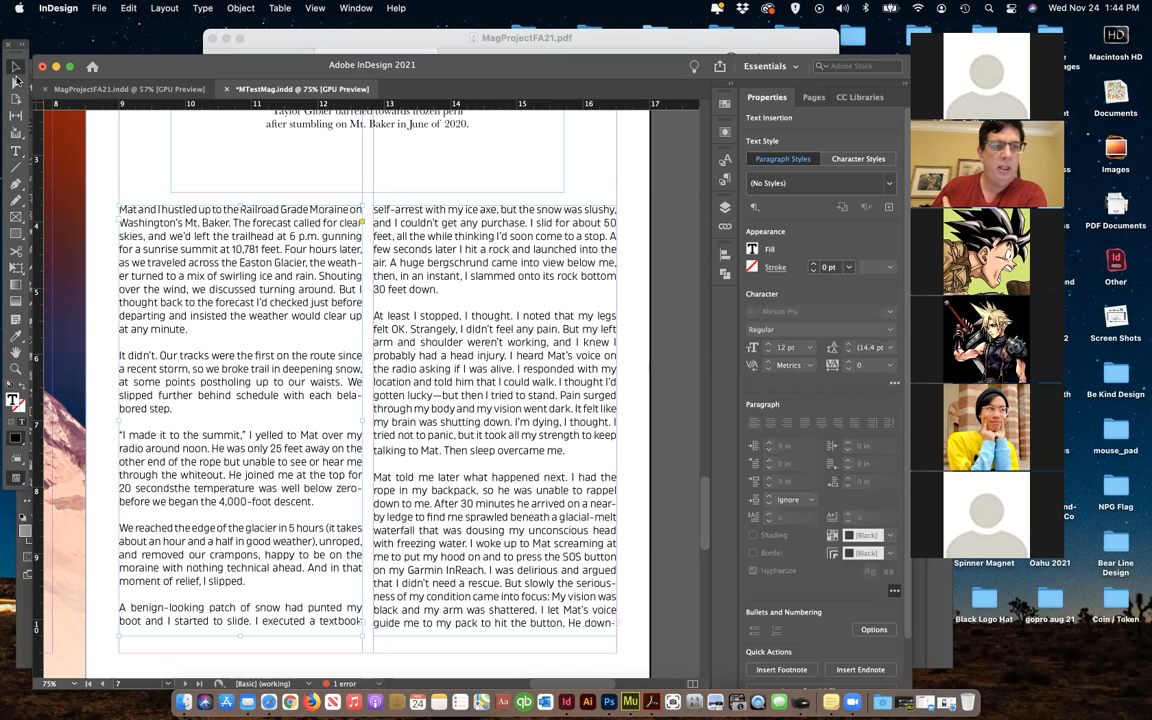 InDesign File Edit Layout Type Object Table View Window Help
Wed Nov 24 1:44 PM
MagProjectFA21.pdf
Adobe InDesign 2021
Essentials
Adobe Stock
MagProjectFA21.indd @ 57% [GPU Preview]
*MTestMag.indd @ 75% [GPU Preview]
8 9 10 11 12 13 14 15 16 17
Taylor Gibler barreled towards frozen peril
after stumbling on Mt. Baker in June of 2020.
Mat and I hustled up to the Railroad Grade Moraine on
Washington's Mt. Baker. The forecast called for clear
skies, and we'd left the trailhead at 6 p.m. gunning
for a sunrise summit at 10,781 feet. Four hours later,
as we traveled across the Easton Glacier, the weath-
er turned to a mix of swirling ice and rain. Shouting
over the wind, we discussed turning around. But I
thought back to the forecast I'd checked just before
departing and insisted the weather would clear up
at any minute.
It didn't. Our tracks were the first on the route since
a recent storm, so we broke trail in deepening snow,
at some points postholing up to our waists. We
slipped further behind schedule with each bela-
bored step.
“I made it to the summit,” I yelled to Mat over my
radio around noon. He was only 25 feet away on the
other end of the rope but unable to see or hear me
through the whiteout. He joined me at the top for
20 secondsthe temperature was well below zero-
before we began the 4,000-foot descent.
We reached the edge of the glacier in 5 hours (it takes
about an hour and a half in good weather), unroped,
and removed our crampons, happy to be on the
moraine with nothing technical ahead. And in that
moment of relief, I slipped.
A benign-looking patch of snow had punted my
boot and I started to slide. I executed a textbook
self-arrest with my ice axe, but the snow was slushy,
and I couldn't get any purchase. I slid for about 50
feet, all the while thinking I'd soon come to a stop. A
few seconds later I hit a rock and launched into the
air. A huge bergschrund came into view below me,
then, in an instant, I slammed onto its rock bottom
30 feet down.
At least I stopped, I thought. I noted that my legs
felt OK. Strangely, I didn't feel any pain. But my left
arm and shoulder weren't working, and I knew I
probably had a head injury. I heard Mat's voice on
the radio asking if I was alive. I responded with my
location and told him that I could walk. I thought I'd
gotten lucky—but then I tried to stand. Pain surged
through my body and my vision went dark. It felt like
my brain was shutting down. I'm dying, I thought. I
tried not to panic, but it took all my strength to keep
talking to Mat. Then sleep overcame me.
Mat told me later what happened next. I had the
rope in my backpack, so he was unable to rappel
down to me. After 30 minutes he arrived on a near-
by ledge to find me sprawled beneath a glacial-melt
waterfall that was dousing my unconscious head
with freezing water. I woke up to Mat screaming at
me to put my hood on and to press the SOS button
on my Garmin InReach. I was delirious and argued
that I didn't need a rescue. But slowly the serious-
ness of my condition came into focus: My vision was
black and my arm was shattered. I let Mat's voice
guide me to my pack to hit the button. He down-
Properties Pages CC Libraries
Text Insertion
Text Style
Paragraph Styles Character Styles
(No Styles)
Appearance
Fill
Stroke 0 pt
Character
Minion Pro
Regular
12 pt (14.4 pt
Metrics 0
Paragraph
0 in 0 in
0 in 0 in
0 in 0 in
Ignore
Shading [Black]
Border [Black]
Hyphenate
Bullets and Numbering
Options
Quick Actions
Insert Footnote Insert Endnote
75% 7 [Basic] (working) 1 error
HD
Macintosh HD
Documents
Images
PDF Documents
Other
Screen Shots
Be Kind Design
mouse_pad
NPG Flag
Spinner Magnet
Oahu 2021
Bear Line
Design
Black Logo Hat
gopro aug 21
Coin / Token